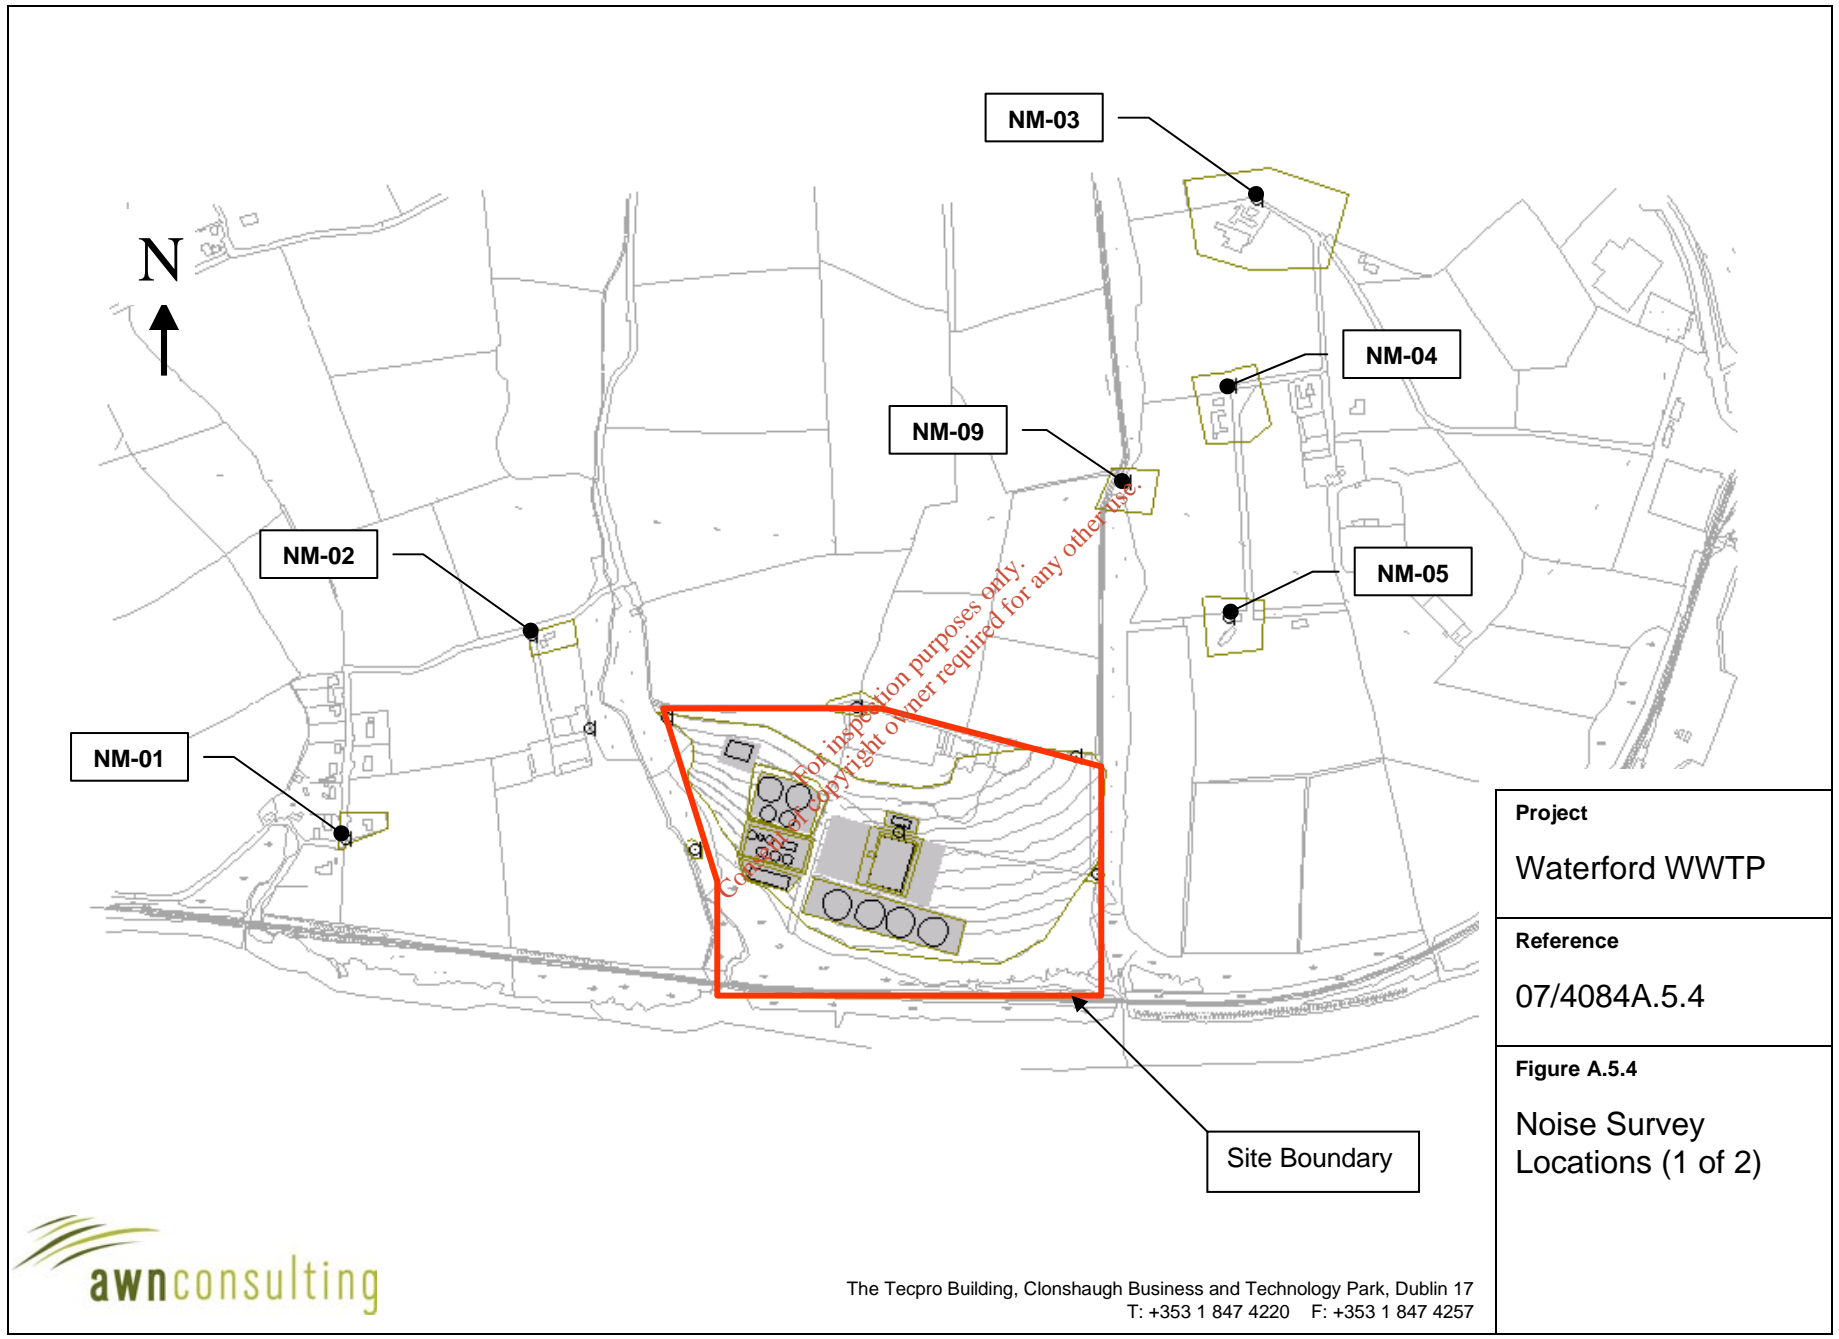 NM-03
N
NM-04
NM-09
NM-02
NM-05
NM-01
For inspection purposes only.
Consent of copyright owner required for any other use.
Site Boundary
Project
Waterford WWTP
Reference
07/4084A.5.4
Figure A.5.4
Noise Survey
Locations (1 of 2)
awnconsulting
The Tecpro Building, Clonshaugh Business and Technology Park, Dublin 17
T: +353 1 847 4220 F: +353 1 847 4257